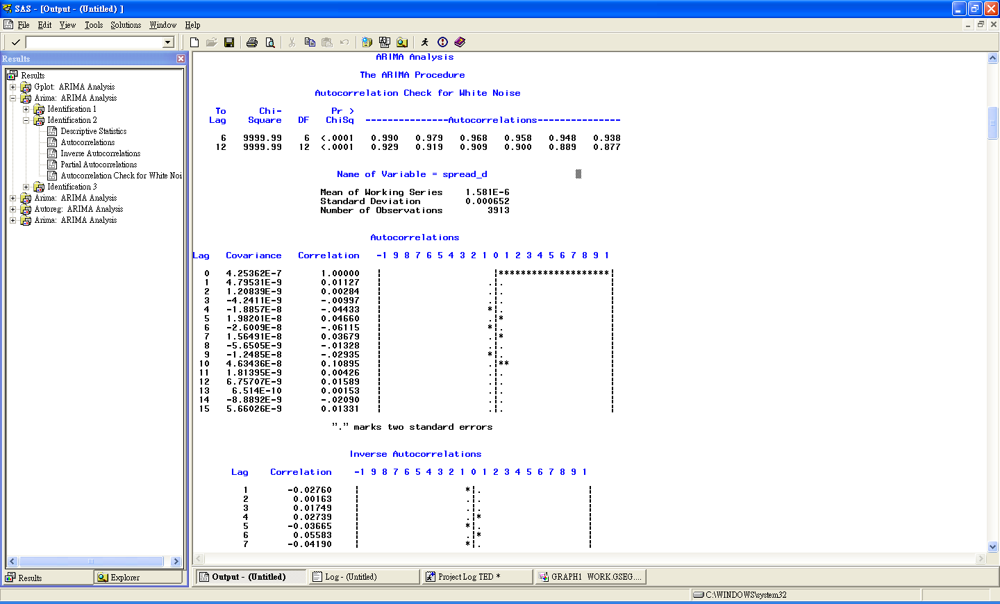 SAS - [Output - (Untitled) ]
File Edit View Tools Solutions Window Help
Results
Results
Gplot: ARIMA Analysis
Arima: ARIMA Analysis
Identification 1
Identification 2
Descriptive Statistics
Autocorrelations
Inverse Autocorrelations
Partial Autocorrelations
Autocorrelation Check for White Noi
Identification 3
Arima: ARIMA Analysis
Autoreg: ARIMA Analysis
Arima: ARIMA Analysis
Results Explorer
ARIMA Analysis
The ARIMA Procedure
Autocorrelation Check for White Noise
To Chi- Pr >
Lag Square DF ChiSq ---------------Autocorrelations---------------
6 9999.99 6 <.0001 0.990 0.979 0.968 0.958 0.948 0.938
12 9999.99 12 <.0001 0.929 0.919 0.909 0.900 0.889 0.877
Name of Variable = spread_d
Mean of Working Series 1.581E-6
Standard Deviation 0.000652
Number of Observations 3913
Autocorrelations
Lag Covariance Correlation -1 9 8 7 6 5 4 3 2 1 0 1 2 3 4 5 6 7 8 9 1
0 4.25362E-7 1.00000 | |********************|
1 4.79531E-9 0.01127 | .|. |
2 1.20839E-9 0.00284 | .|. |
3 -4.2411E-9 -.00997 | .|. |
4 -1.8857E-8 -.04433 | *|. |
5 1.98201E-8 0.04660 | .|* |
6 -2.6009E-8 -.06115 | *|. |
7 1.56491E-8 0.03679 | .|* |
8 -5.6505E-9 -.01328 | .|. |
9 -1.2485E-8 -.02935 | *|. |
10 4.63436E-8 0.10895 | .|** |
11 1.81395E-9 0.00426 | .|. |
12 6.75707E-9 0.01589 | .|. |
13 6.514E-10 0.00153 | .|. |
14 -8.8892E-9 -.02090 | .|. |
15 5.66026E-9 0.01331 | .|. |
"." marks two standard errors
Inverse Autocorrelations
Lag Correlation -1 9 8 7 6 5 4 3 2 1 0 1 2 3 4 5 6 7 8 9 1
1 -0.02760 | *|. |
2 0.00163 | .|. |
3 0.01749 | .|. |
4 0.02739 | .|* |
5 -0.03665 | *|. |
6 0.05583 | .|* |
7 -0.04190 | *|. |
Output - (Untitled) Log - (Untitled) Project Log TED * GRAPH1 WORK.GSEG....
C:\WINDOWS\system32